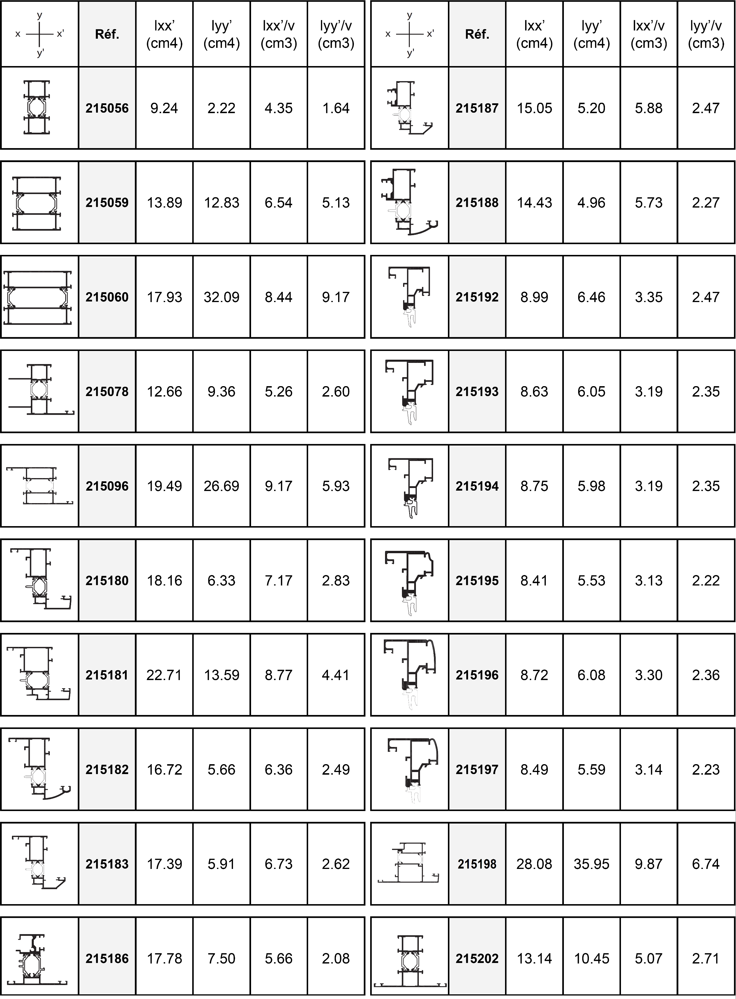 y
x x'
y'
Réf.
Ixx’
(cm4)
Iyy’
(cm4)
Ixx’/v
(cm3)
Iyy’/v
(cm3)
215056 9.24 2.22 4.35 1.64
215059 13.89 12.83 6.54 5.13
215060 17.93 32.09 8.44 9.17
215078 12.66 9.36 5.26 2.60
215096 19.49 26.69 9.17 5.93
215180 18.16 6.33 7.17 2.83
215181 22.71 13.59 8.77 4.41
215182 16.72 5.66 6.36 2.49
215183 17.39 5.91 6.73 2.62
215186 17.78 7.50 5.66 2.08
y
x x'
y'
Réf.
Ixx’
(cm4)
Iyy’
(cm4)
Ixx’/v
(cm3)
Iyy’/v
(cm3)
215187 15.05 5.20 5.88 2.47
215188 14.43 4.96 5.73 2.27
215192 8.99 6.46 3.35 2.47
215193 8.63 6.05 3.19 2.35
215194 8.75 5.98 3.19 2.35
215195 8.41 5.53 3.13 2.22
215196 8.72 6.08 3.30 2.36
215197 8.49 5.59 3.14 2.23
215198 28.08 35.95 9.87 6.74
215202 13.14 10.45 5.07 2.71